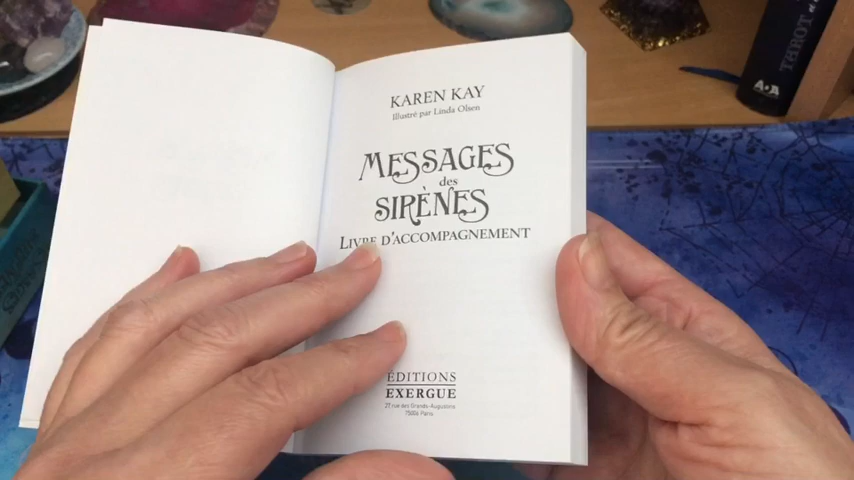 KAREN KAY
Illustré par Linda Olsen
MESSAGES
des
SIRÈNES
LIVRE D'ACCOMPAGNEMENT
ÉDITIONS
EXERGUE
27 rue des Grands-Augustins
75006 Paris
TAROT